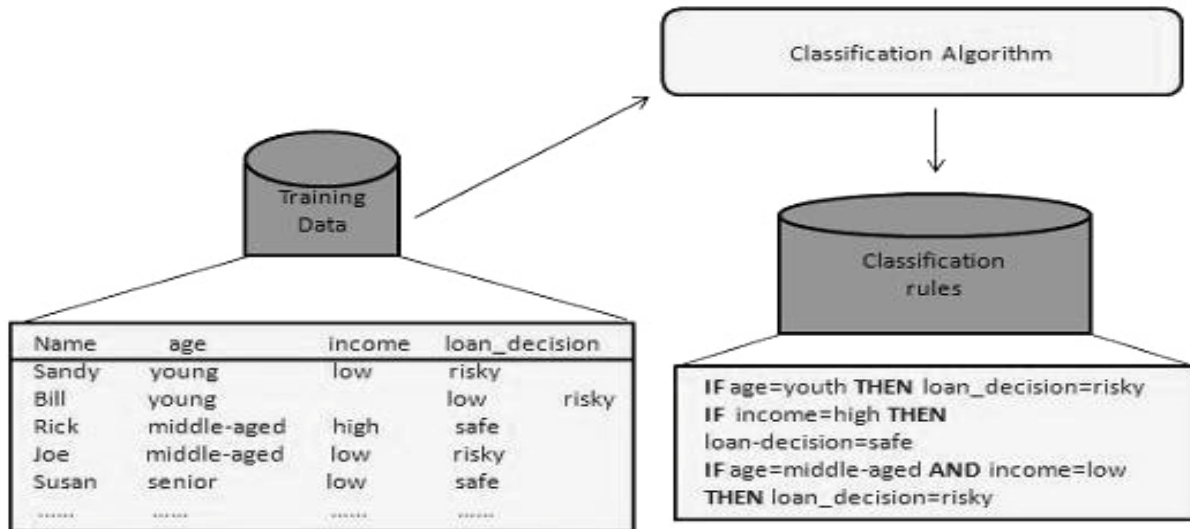 Classification Algorithm
Training
Data
Classification
rules
Name age income loan_decision
Sandy young low risky
Bill young low risky
Rick middle-aged high safe
Joe middle-aged low risky
Susan senior low safe
...... ...... ...... ......
IF age=youth THEN loan_decision=risky
IF income=high THEN
loan-decision=safe
IF age=middle-aged AND income=low
THEN loan_decision=risky